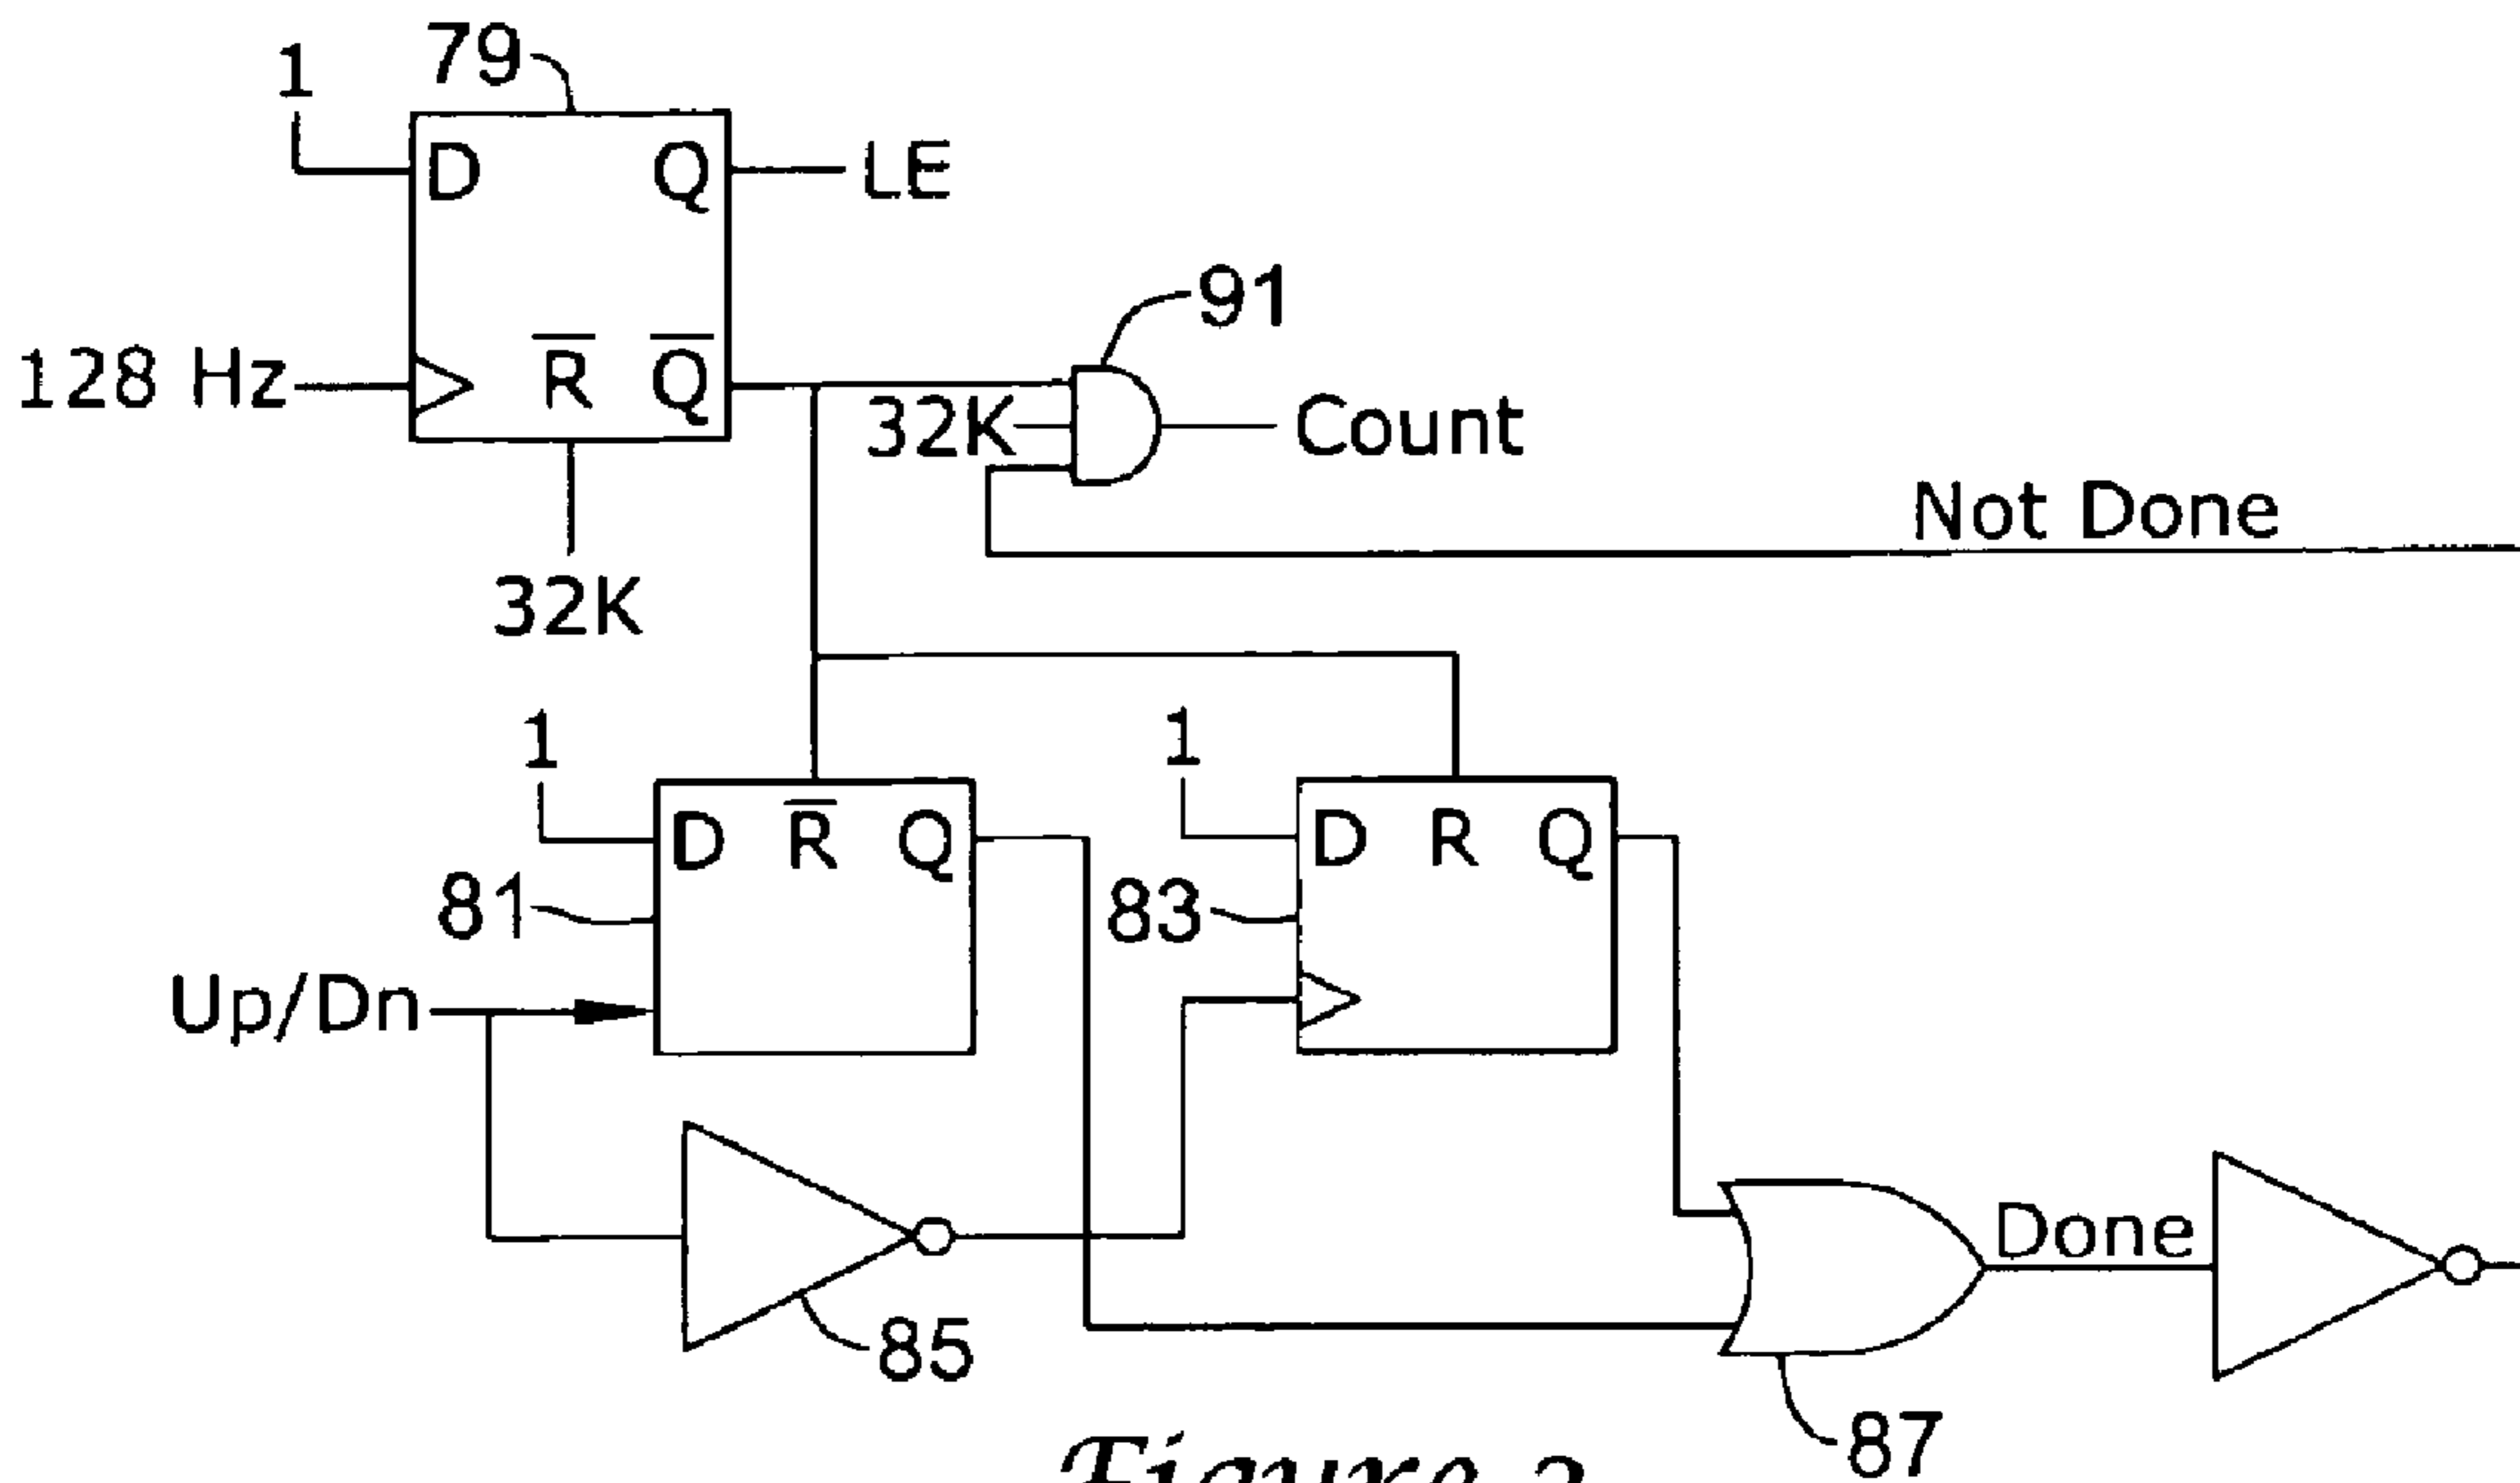 1
79
D
Q
LE
128 Hz
R̅
Q̅
32K
91
32K
Count
Not Done
1
D
R̅
Q
81
Up/Dn
1
D
R
Q
83
85
Done
87
Figure